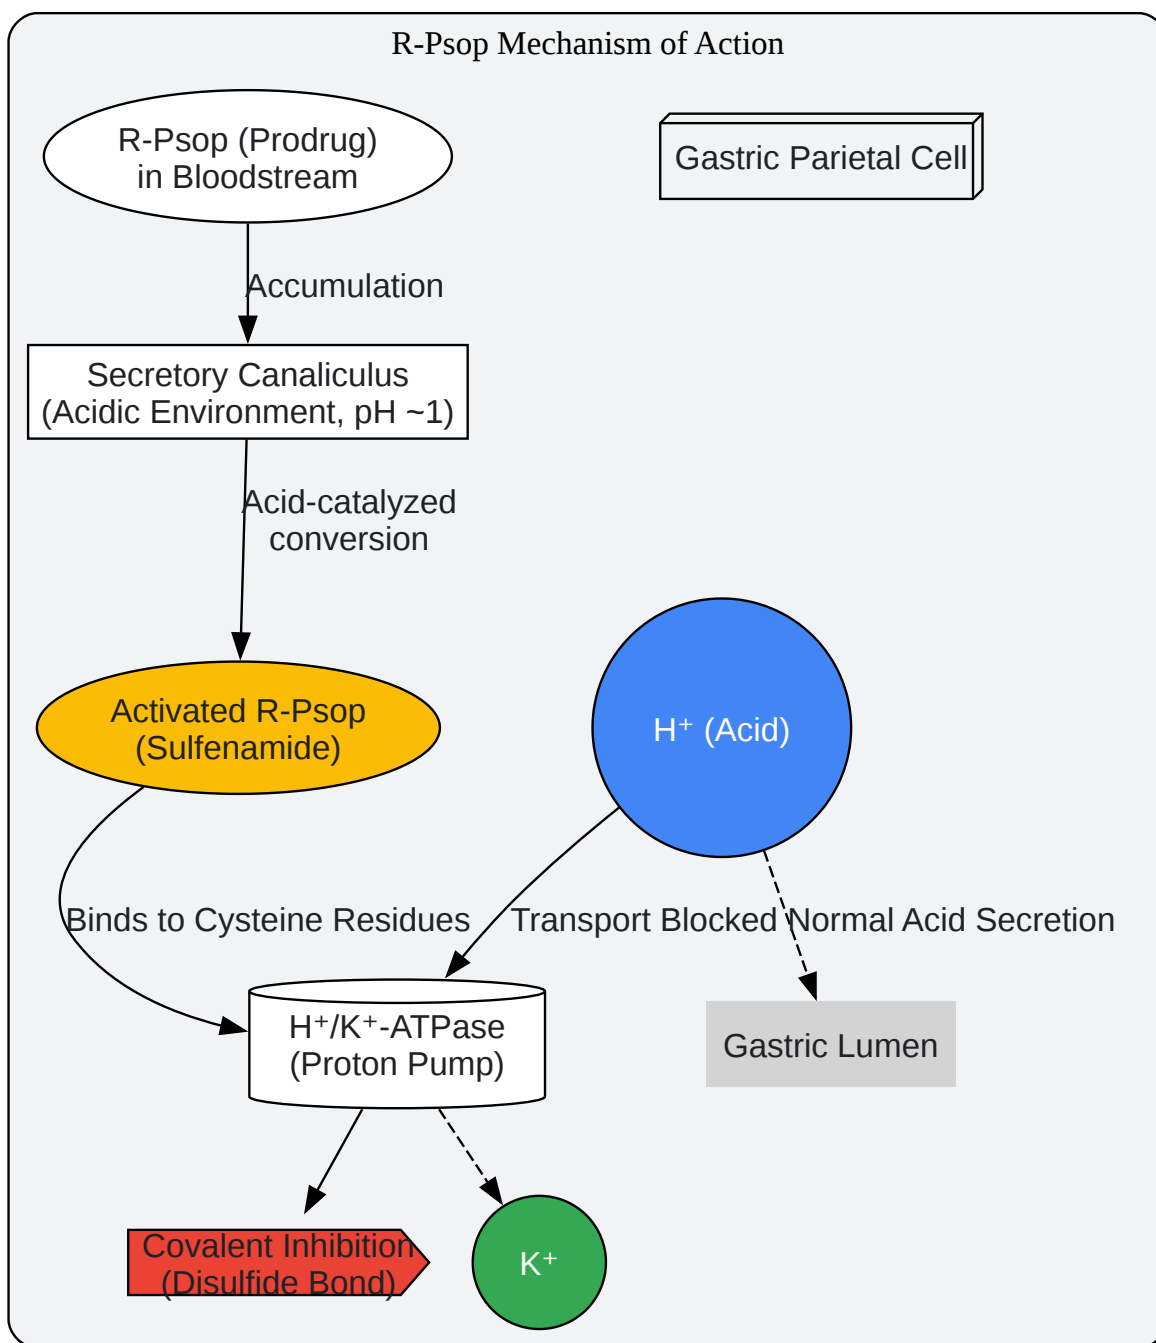 R-Psop Mechanism of Action
R-Psop (Prodrug)
in Bloodstream
Gastric Parietal Cell
Accumulation
Secretory Canaliculus
(Acidic Environment, pH ~1)
Acid-catalyzed
conversion
Activated R-Psop
(Sulfenamide)
H⁺ (Acid)
Binds to Cysteine Residues
Transport Blocked
Normal Acid Secretion
H⁺/K⁺-ATPase
(Proton Pump)
Gastric Lumen
Covalent Inhibition
(Disulfide Bond)
K⁺